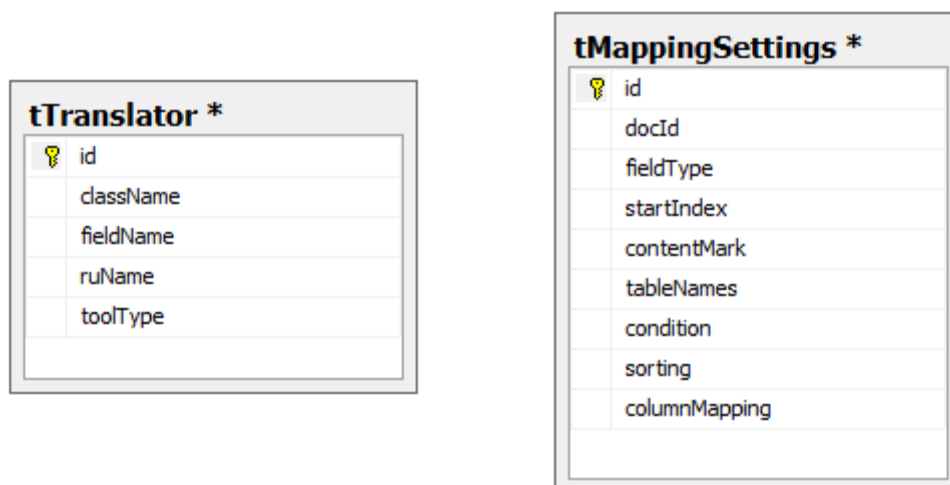 tTranslator *
id
className
fieldName
ruName
toolType
tMappingSettings *
id
docId
fieldType
startIndex
contentMark
tableNames
condition
sorting
columnMapping